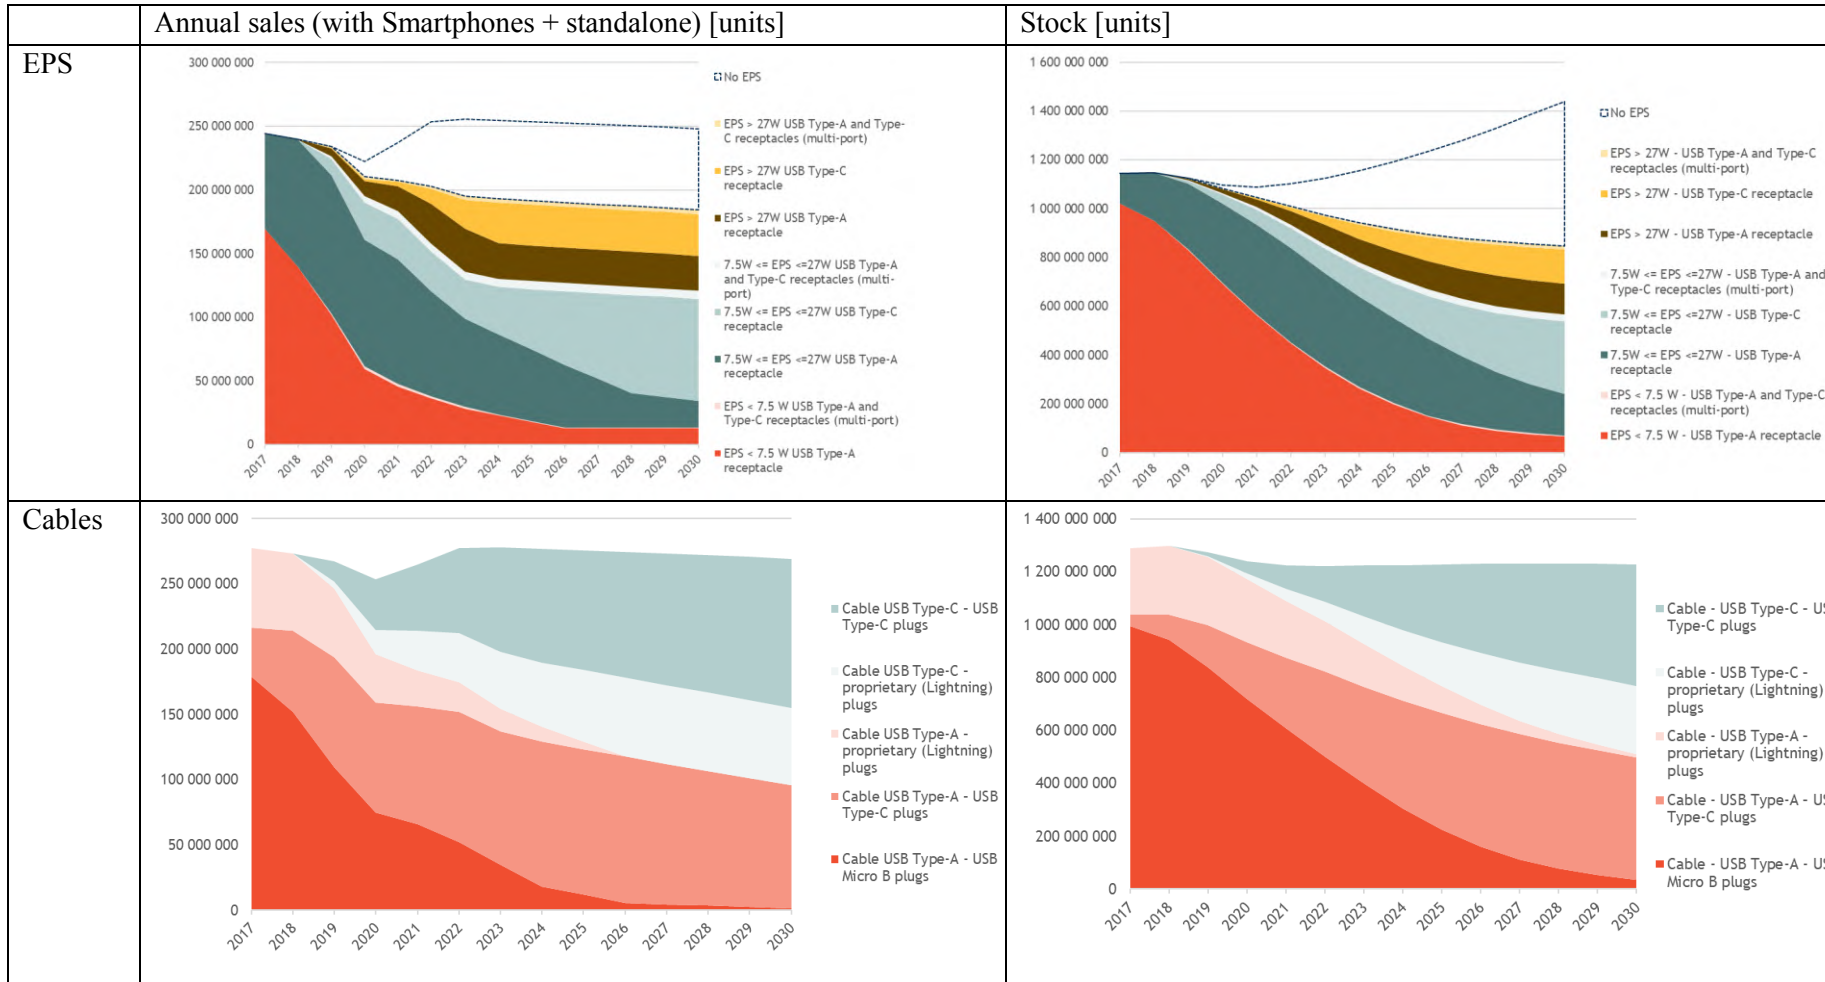 Annual sales (with Smartphones + standalone) [units]
Stock [units]
EPS
300 000 000
250 000 000
200 000 000
150 000 000
100 000 000
50 000 000
0
2017
2018
2019
2020
2021
2022
2023
2024
2025
2026
2027
2028
2029
2030
No EPS
EPS > 27W USB Type-A and Type-
C receptacles (multi-port)
EPS > 27W USB Type-C
receptacle
EPS > 27W USB Type-A
receptacle
7.5W <= EPS <=27W USB Type-A
and Type-C receptacles (multi-
port)
7.5W <= EPS <=27W USB Type-C
receptacle
7.5W <= EPS <=27W USB Type-A
receptacle
EPS < 7.5 W USB Type-A and
Type-C receptacles (multi-port)
EPS < 7.5 W USB Type-A
receptacle
1 600 000 000
1 400 000 000
1 200 000 000
1 000 000 000
800 000 000
600 000 000
400 000 000
200 000 000
0
2017
2018
2019
2020
2021
2022
2023
2024
2025
2026
2027
2028
2029
2030
No EPS
EPS > 27W - USB Type-A and Type-C
receptacles (multi-port)
EPS > 27W - USB Type-C receptacle
EPS > 27W - USB Type-A receptacle
7.5W <= EPS <=27W - USB Type-A and
Type-C receptacles (multi-port)
7.5W <= EPS <=27W - USB Type-C
receptacle
7.5W <= EPS <=27W - USB Type-A
receptacle
EPS < 7.5 W - USB Type-A and Type-C
receptacles (multi-port)
EPS < 7.5 W - USB Type-A receptacle
Cables
300 000 000
250 000 000
200 000 000
150 000 000
100 000 000
50 000 000
0
2017
2018
2019
2020
2021
2022
2023
2024
2025
2026
2027
2028
2029
2030
Cable USB Type-C - USB
Type-C plugs
Cable USB Type-C -
proprietary (Lightning)
plugs
Cable USB Type-A -
proprietary (Lightning)
plugs
Cable USB Type-A - USB
Type-C plugs
Cable USB Type-A - USB
Micro B plugs
1 400 000 000
1 200 000 000
1 000 000 000
800 000 000
600 000 000
400 000 000
200 000 000
0
2017
2018
2019
2020
2021
2022
2023
2024
2025
2026
2027
2028
2029
2030
Cable - USB Type-C -
Type-C plugs
Cable - USB Type-C -
proprietary (Lightning)
plugs
Cable - USB Type-A -
proprietary (Lightning)
plugs
Cable - USB Type-A -
Type-C plugs
Cable - USB Type-A -
Micro B plugs